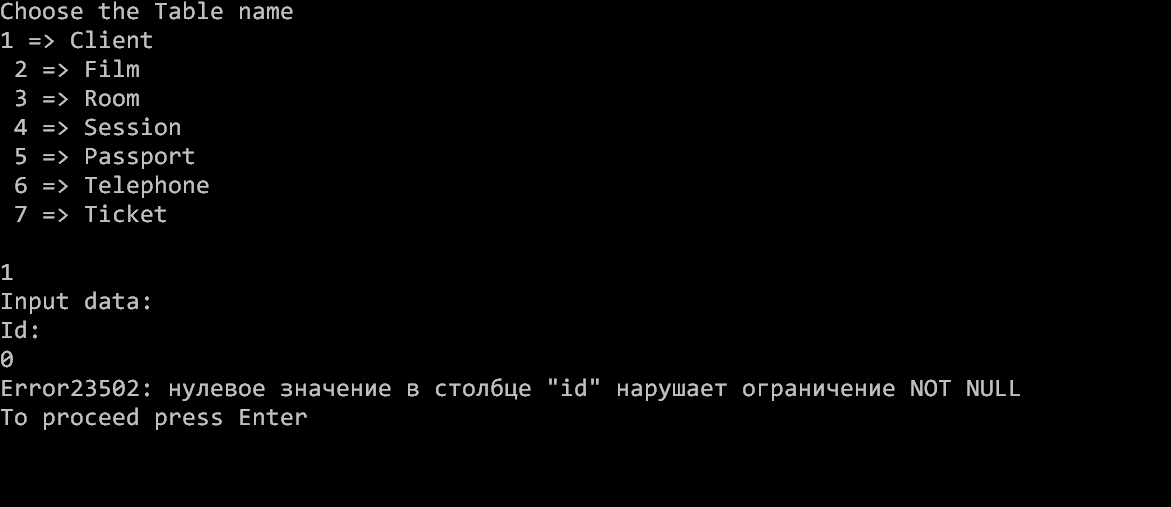 Choose the Table name
1 => Client
2 => Film
3 => Room
4 => Session
5 => Passport
6 => Telephone
7 => Ticket
1
Input data:
Id:
0
Error23502: нулевое значение в столбце "id" нарушает ограничение NOT NULL
To proceed press Enter